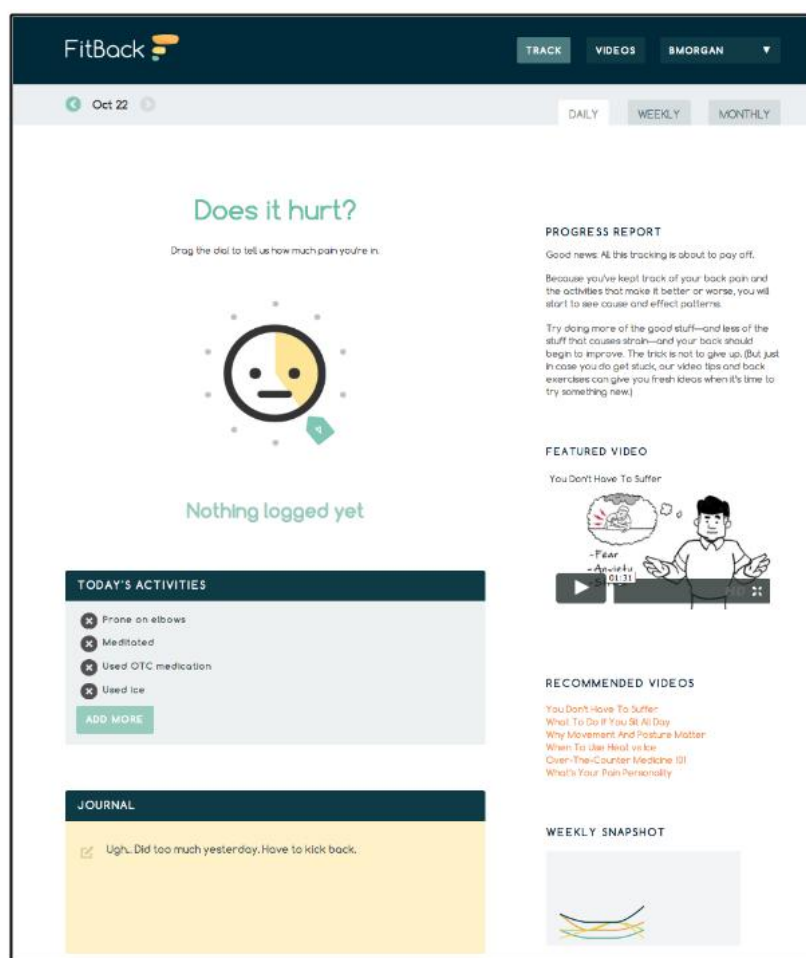 FitBack
TRACK VIDEOS BMORGAN
Oct 22
DAILY WEEKLY MONTHLY
Does it hurt?
Drag the dial to tell us how much pain you're in.
Nothing logged yet
TODAY'S ACTIVITIES
Prone on elbows
Meditated
Used OTC medication
Used ice
ADD MORE
JOURNAL
Ugh.. Did too much yesterday. Have to kick back.
PROGRESS REPORT
Good news: All this tracking is about to pay off.
Because you've kept track of your back pain and
the activities that make it better or worse, you will
start to see cause and effect patterns.
Try doing more of the good stuff—and less of the
stuff that causes strain—and your back should
begin to improve. The trick is not to give up. (But just
in case you do get stuck, our video tips and back
exercises can give you fresh ideas when it's time to
try something new.)
FEATURED VIDEO
You Don't Have To Suffer
-Fear
-Anxiety
01:31
HD
RECOMMENDED VIDEOS
You Don't Have To Suffer
What To Do If You Sit All Day
Why Movement And Posture Matter
When To Use Heat vs Ice
Over-The-Counter Medicine 101
What's Your Pain Personality
WEEKLY SNAPSHOT